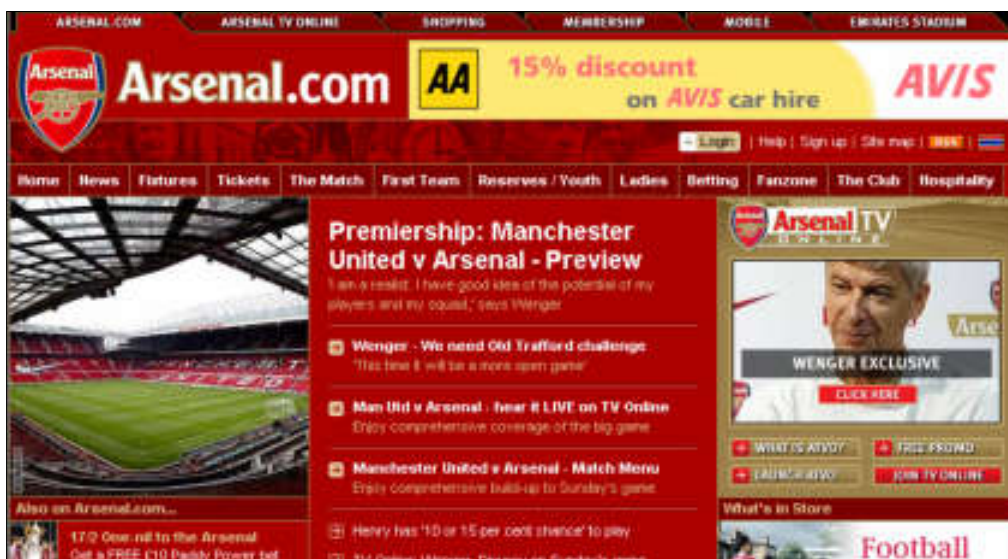 ARSENAL.COM
ARSENAL TV ONLINE
SHOPPING
MEMBERSHIP
MOBILE
EMIRATES STADIUM
Arsenal
Arsenal.com
AA
15% discount
on AVIS car hire
AVIS
Login | Help | Sign up | Site map | RSS |
Home
News
Fixtures
Tickets
The Match
First Team
Reserves / Youth
Ladies
Betting
Fanzone
The Club
Hospitality
Premiership: Manchester
United v Arsenal - Preview
'I am a realist. I have good idea of the potential of my
players and my squad,' says Wenger
Wenger - We need Old Trafford challenge
'This time it will be a more open game'
Man Utd v Arsenal - hear it LIVE on TV Online
Enjoy comprehensive coverage of the big game
Manchester United v Arsenal - Match Menu
Enjoy comprehensive build-up to Sunday's game
Henry has '10 or 15 per cent chance' to play
Arsenal TV
ONLINE
Arse
WENGER EXCLUSIVE
CLICK HERE
WHAT IS ATVO?
FREE PROMO
LAUNCH ATVO
JOIN TV ONLINE
Also on Arsenal.com...
17/2 One-nil to the Arsenal
Get a FREE £10 Paddy Power bet
What's in Store
Football